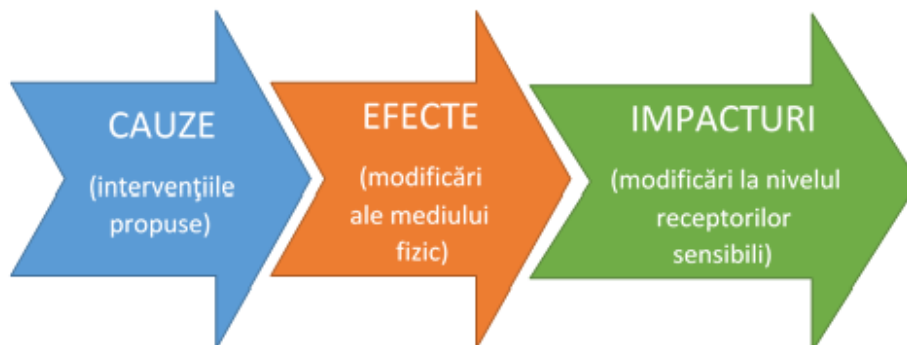 CAUZE
(intervenţiile
propuse)
EFECTE
(modificări
ale mediului
fizic)
IMPACTURI
(modificări la nivelul
receptorilor
sensibili)